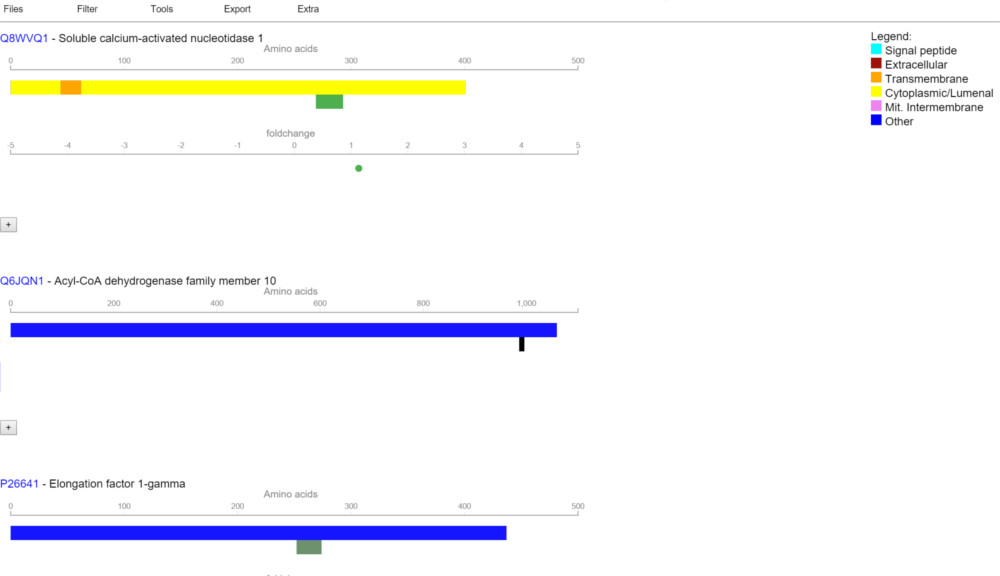 Files Filter Tools Export Extra
Q8WVQ1 - Soluble calcium-activated nucleotidase 1
Amino acids
0 100 200 300 400 500
foldchange
-5 -4 -3 -2 -1 0 1 2 3 4 5
+
Q6JQN1 - Acyl-CoA dehydrogenase family member 10
Amino acids
0 200 400 600 800 1,000
+
P26641 - Elongation factor 1-gamma
Amino acids
0 100 200 300 400 500
Legend:
Signal peptide
Extracellular
Transmembrane
Cytoplasmic/Lumenal
Mit. Intermembrane
Other